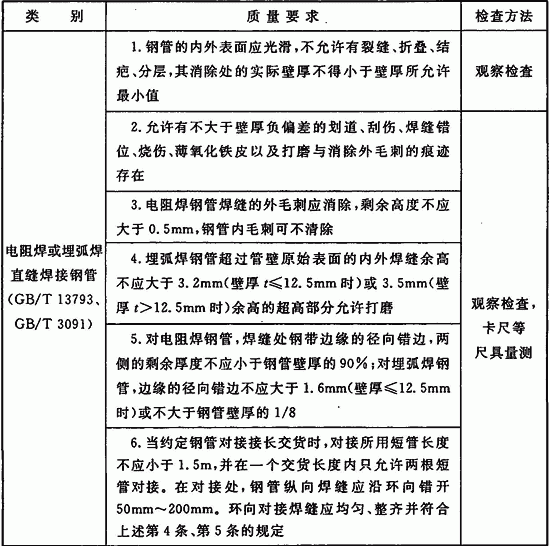 类 别
质量要求
检查方法
电阻焊或埋弧焊
直缝焊接钢管
(GB/T 13793、
GB/T 3091)
1.钢管的内外表面应光滑,不允许有裂缝、折叠、结
疤、分层,其消除处的实际壁厚不得小于壁厚所允许
最小值
观察检查
2.允许有不大于壁厚负偏差的划道、刮伤、焊缝错
位、烧伤、薄氧化铁皮以及打磨与消除外毛刺的痕迹
存在
3.电阻焊钢管焊缝的外毛刺应消除,剩余高度不应
大于0.5mm,钢管内毛刺可不清除
4.埋弧焊钢管超过管壁原始表面的内外焊缝余高
不应大于3.2mm(壁厚t≤12.5mm时)或3.5mm(壁
厚t>12.5mm时)余高的超高部分允许打磨
5.对电阻焊钢管,焊缝处钢带边缘的径向错边,两
侧的剩余厚度不应小于钢管壁厚的90%;对埋弧焊钢
管,边缘的径向错边不应大于1.6mm(壁厚≤12.5mm
时)或不大于钢管壁厚的1/8
6.当约定钢管对接接长交货时,对接所用短管长度
不应小于1.5m,并在一个交货长度内只允许两根短
管对接。在对接处,钢管纵向焊缝应沿环向错开
50mm~200mm。环向对接焊缝应均匀、整齐并符合
上述第4条、第5条的规定
观察检查,
卡尺等
尺具量测